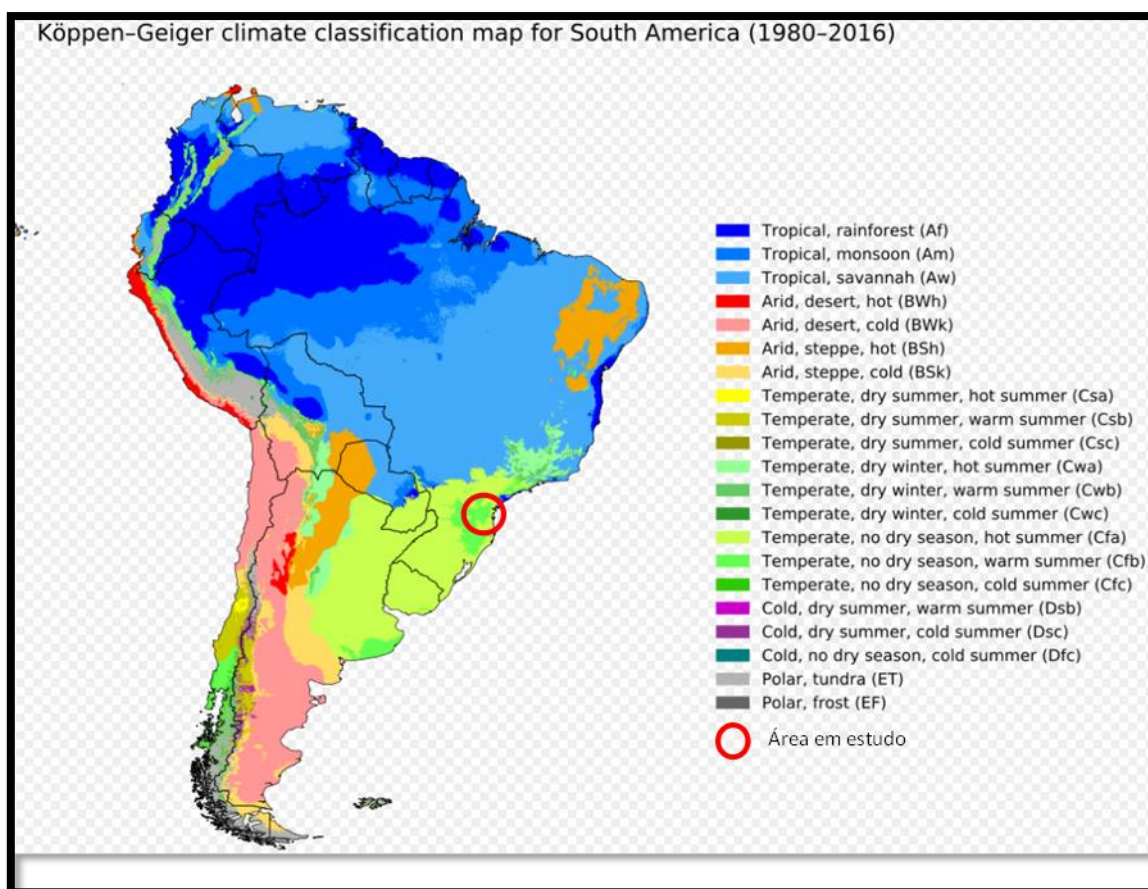 Köppen–Geiger climate classification map for South America (1980–2016)
Tropical, rainforest (Af)
Tropical, monsoon (Am)
Tropical, savannah (Aw)
Arid, desert, hot (BWh)
Arid, desert, cold (BWk)
Arid, steppe, hot (BSh)
Arid, steppe, cold (BSk)
Temperate, dry summer, hot summer (Csa)
Temperate, dry summer, warm summer (Csb)
Temperate, dry summer, cold summer (Csc)
Temperate, dry winter, hot summer (Cwa)
Temperate, dry winter, warm summer (Cwb)
Temperate, dry winter, cold summer (Cwc)
Temperate, no dry season, hot summer (Cfa)
Temperate, no dry season, warm summer (Cfb)
Temperate, no dry season, cold summer (Cfc)
Cold, dry summer, warm summer (Dsb)
Cold, dry summer, cold summer (Dsc)
Cold, no dry season, cold summer (Dfc)
Polar, tundra (ET)
Polar, frost (EF)
Área em estudo